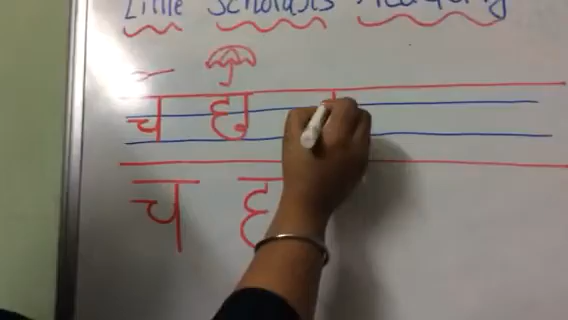 Little Scholars Academy
च छ
च ह